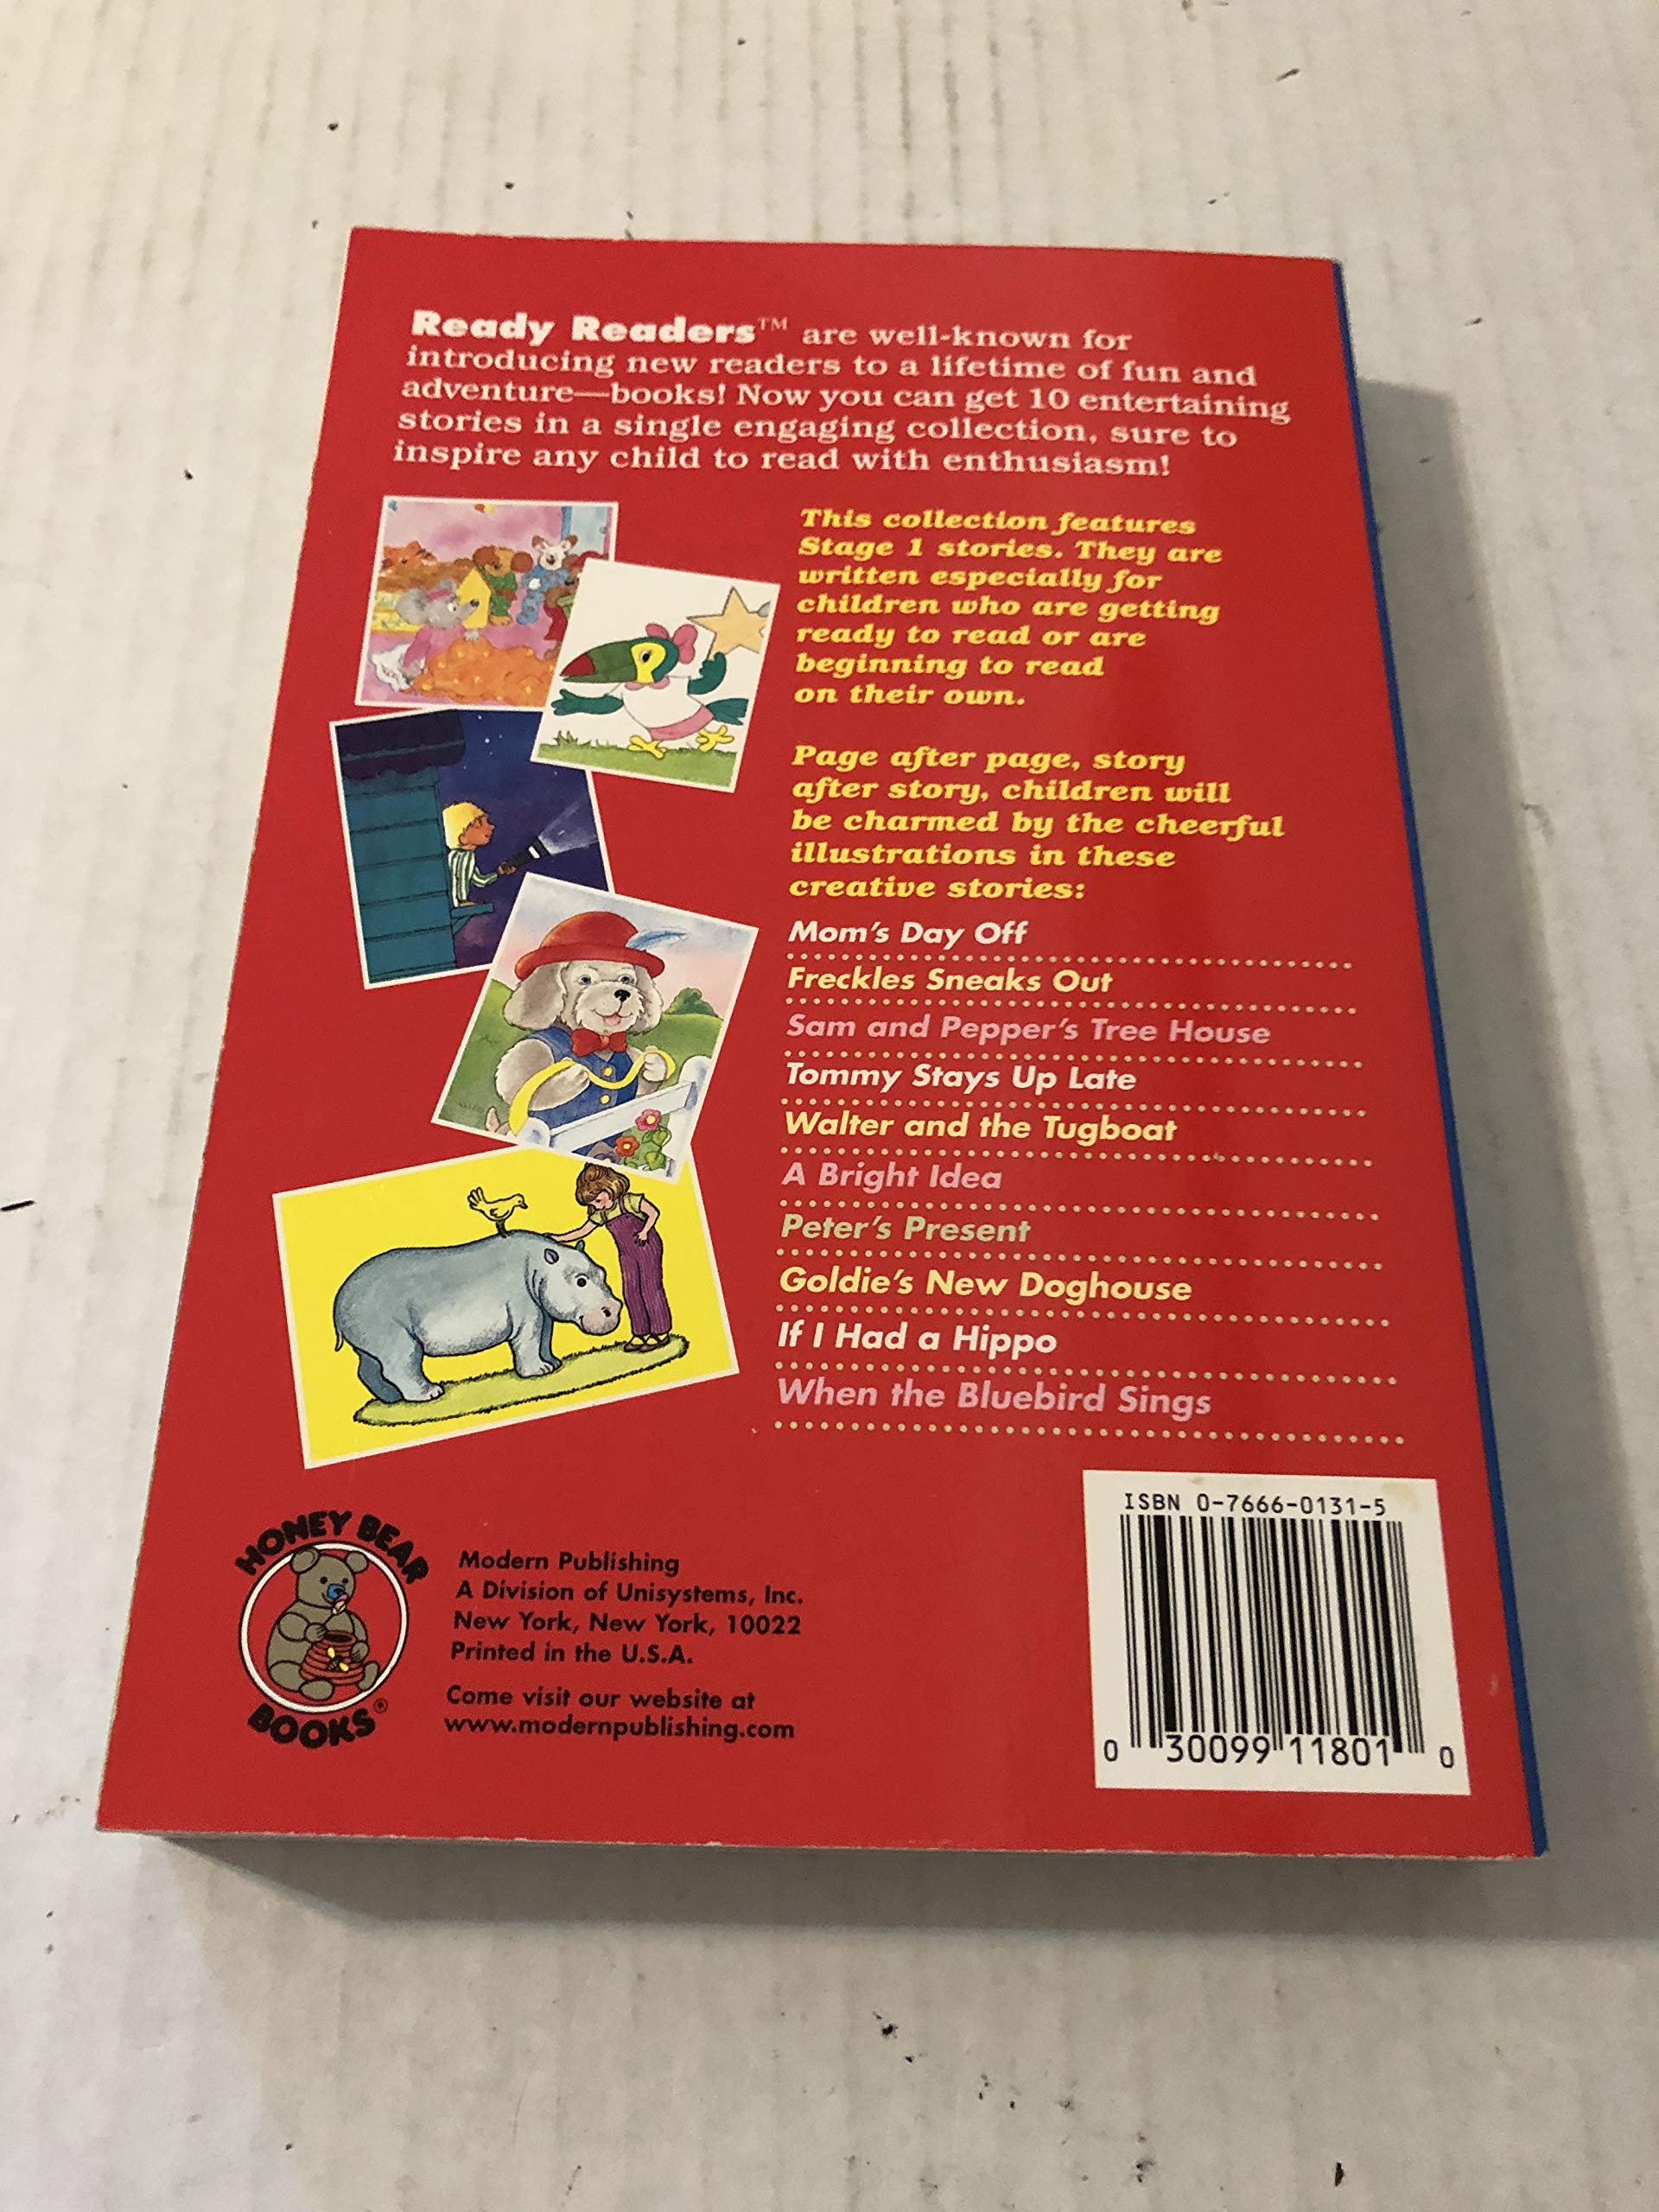 Ready Readers™ are well-known for
introducing new readers to a lifetime of fun and
adventure—books! Now you can get 10 entertaining
stories in a single engaging collection, sure to
inspire any child to read with enthusiasm!
This collection features
Stage 1 stories. They are
written especially for
children who are getting
ready to read or are
beginning to read
on their own.
Page after page, story
after story, children will
be charmed by the cheerful
illustrations in these
creative stories:
Mom's Day Off
Freckles Sneaks Out
Sam and Pepper's Tree House
Tommy Stays Up Late
Walter and the Tugboat
A Bright Idea
Peter's Present
Goldie's New Doghouse
If I Had a Hippo
When the Bluebird Sings
HONEY BEAR
BOOKS®
Modern Publishing
A Division of Unisystems, Inc.
New York, New York, 10022
Printed in the U.S.A.
Come visit our website at
www.modernpublishing.com
ISBN 0-7666-0131-5
0 30099 11801 0